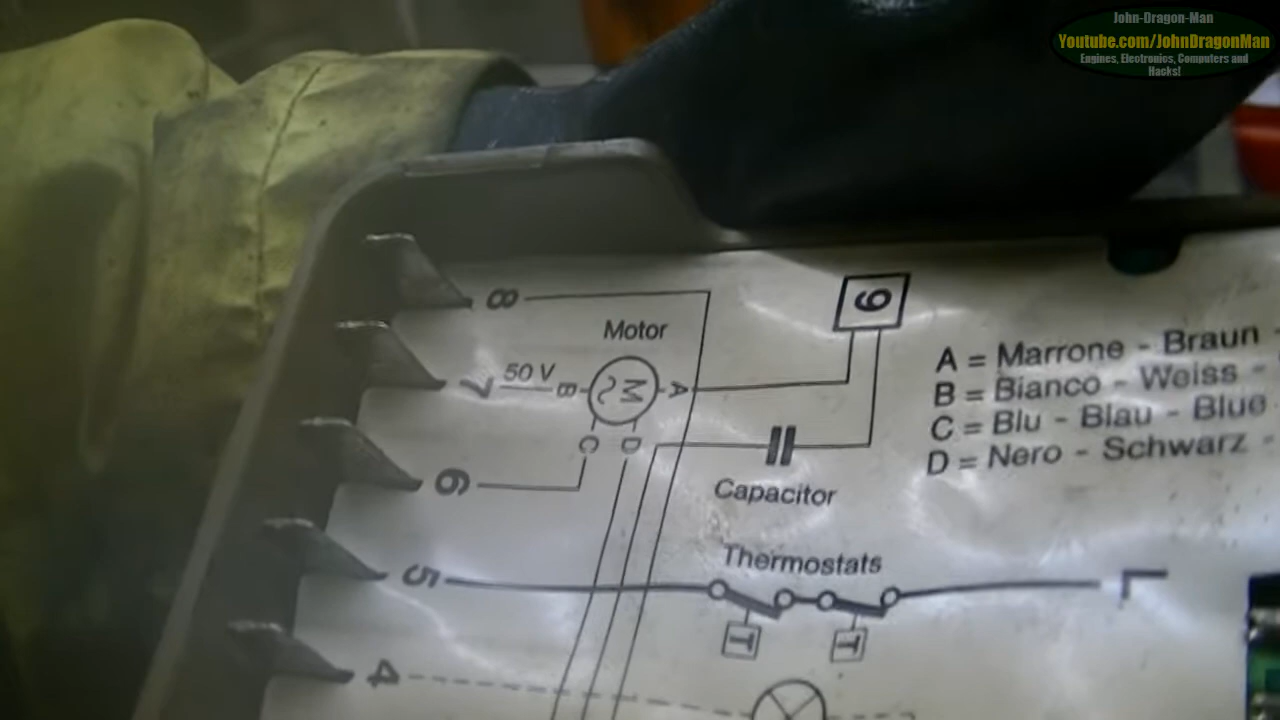 John-Dragon-Man
Youtube.com/JohnDragonMan
Engines, Electronics, Computers and
Hacks!
8
Motor
9
7 50 V B M A
C D
6
Capacitor
A = Marrone - Braun -
B = Bianco - Weiss -
C = Blu - Blau - Blue
D = Nero - Schwarz -
Thermostats
5 L
T T
4